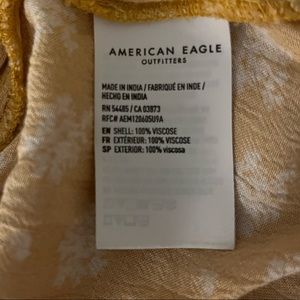 AMERICAN EAGLE
OUTFITTERS
MADE IN INDIA / FABRIQUÉ EN INDE /
HECHO EN INDIA
RN 54485 / CA 03873
RFC# AEM120605U9A
EN SHELL: 100% VISCOSE
FR EXTÉRIEUR: 100% VISCOSE
SP EXTERIOR: 100% viscosa